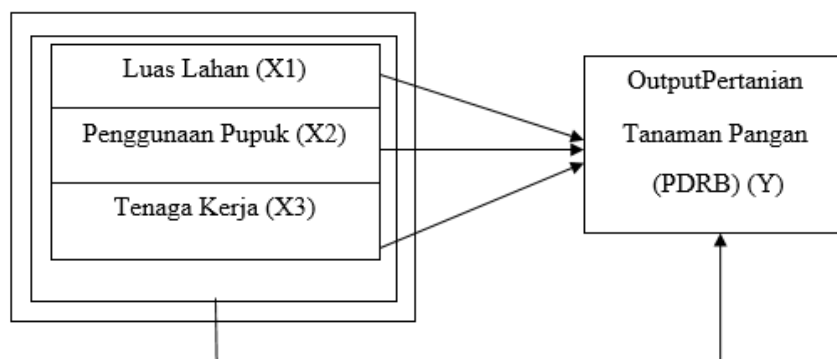 Luas Lahan (X1)
Penggunaan Pupuk (X2)
Tenaga Kerja (X3)
OutputPertanian
Tanaman Pangan
(PDRB) (Y)